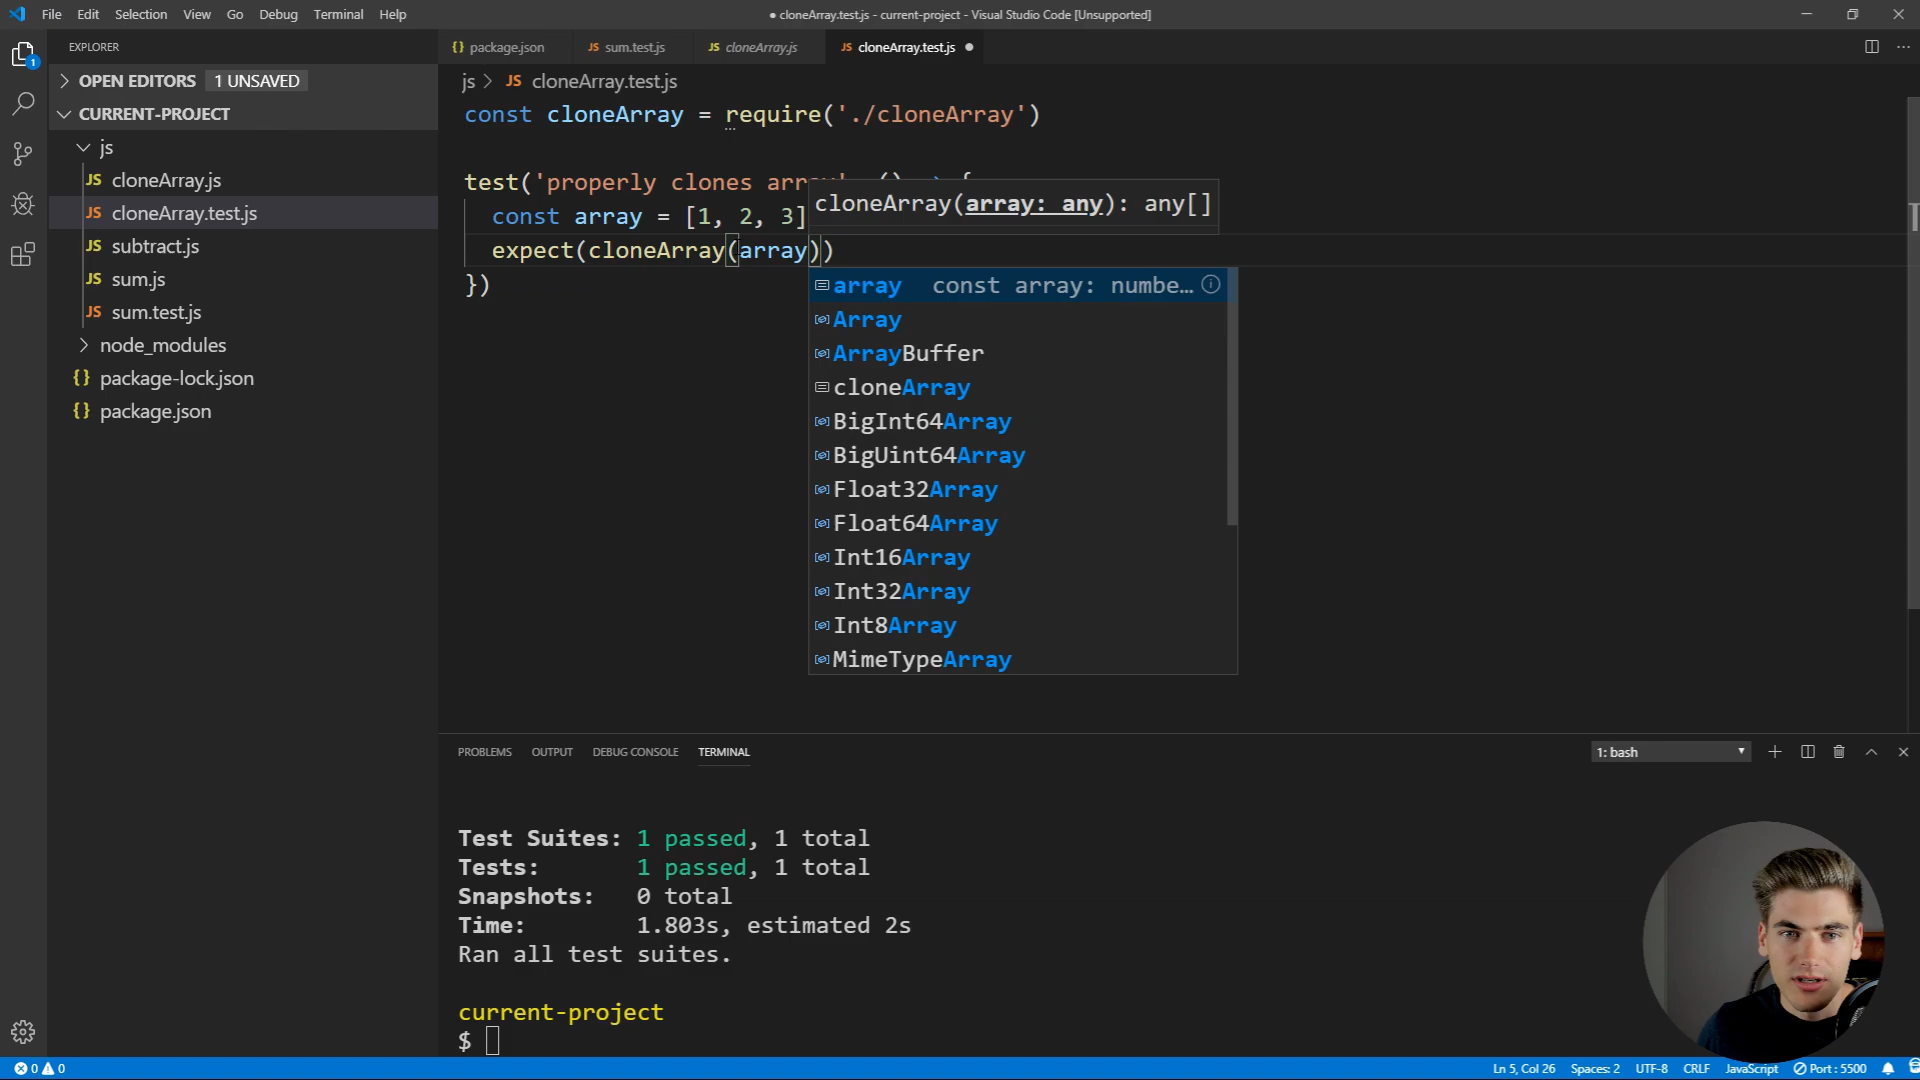 File Edit Selection View Go Debug Terminal Help
● cloneArray.test.js - current-project - Visual Studio Code [Unsupported]
EXPLORER
1
OPEN EDITORS 1 UNSAVED
CURRENT-PROJECT
js
JS cloneArray.js
JS cloneArray.test.js
JS subtract.js
JS sum.js
JS sum.test.js
node_modules
{} package-lock.json
{} package.json
{} package.json
JS sum.test.js
JS cloneArray.js
JS cloneArray.test.js ●
js > JS cloneArray.test.js
const cloneArray = require('./cloneArray')
test('properly clones array', () => {
const array = [1, 2, 3]
expect(cloneArray(array))
})
cloneArray(array: any): any[]
array const array: numbe…
Array
ArrayBuffer
cloneArray
BigInt64Array
BigUint64Array
Float32Array
Float64Array
Int16Array
Int32Array
Int8Array
MimeTypeArray
PROBLEMS OUTPUT DEBUG CONSOLE TERMINAL
1: bash
Test Suites: 1 passed, 1 total
Tests: 1 passed, 1 total
Snapshots: 0 total
Time: 1.803s, estimated 2s
Ran all test suites.
current-project
$
0 0
Ln 5, Col 26 Spaces: 2 UTF-8 CRLF JavaScript Port : 5500